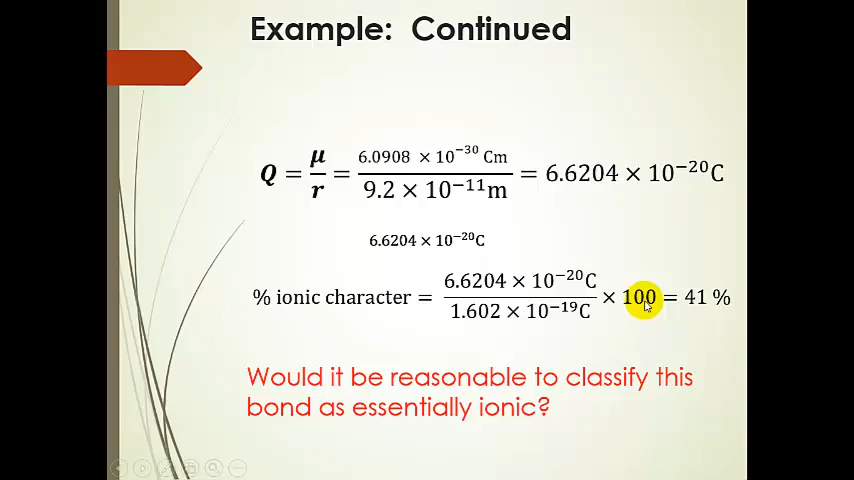 Example: Continued
Q = μ/r = 6.0908 × 10⁻³⁰ Cm / 9.2 × 10⁻¹¹m = 6.6204 × 10⁻²⁰C
6.6204 × 10⁻²⁰C
% ionic character = 6.6204 × 10⁻²⁰C / 1.602 × 10⁻¹⁹C × 100 = 41 %
Would it be reasonable to classify this
bond as essentially ionic?